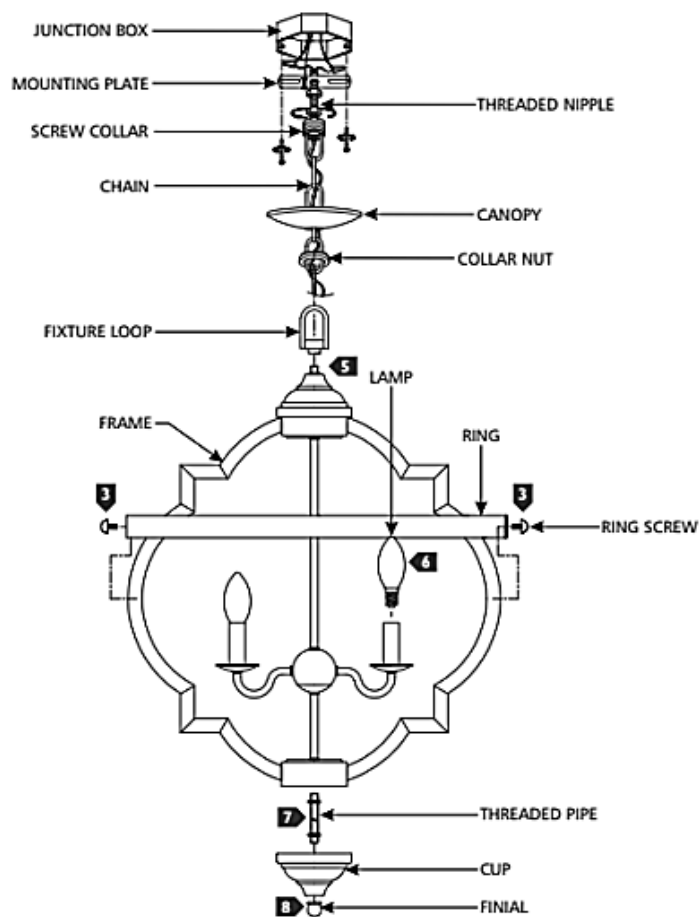 JUNCTION BOX
MOUNTING PLATE
THREADED NIPPLE
SCREW COLLAR
CHAIN
CANOPY
COLLAR NUT
FIXTURE LOOP
5
LAMP
FRAME
RING
3
3
RING SCREW
6
7
THREADED PIPE
CUP
8
FINIAL